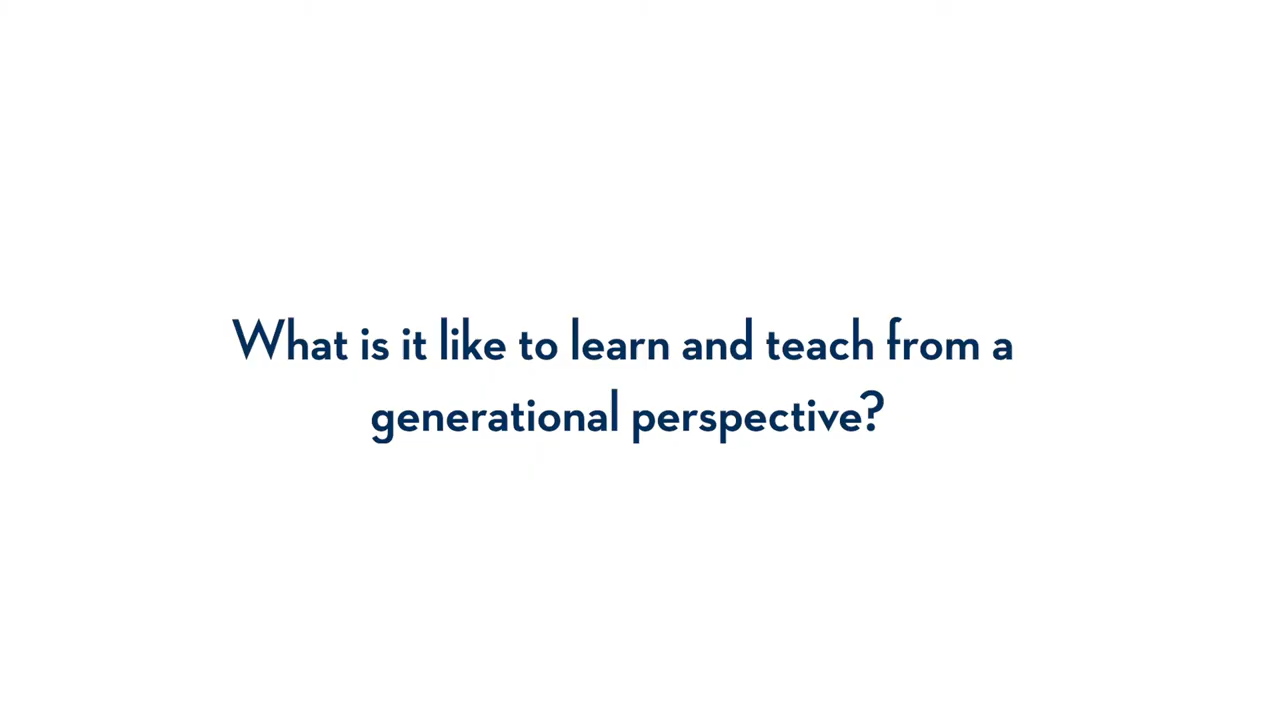 What is it like to learn and teach from a
generational perspective?